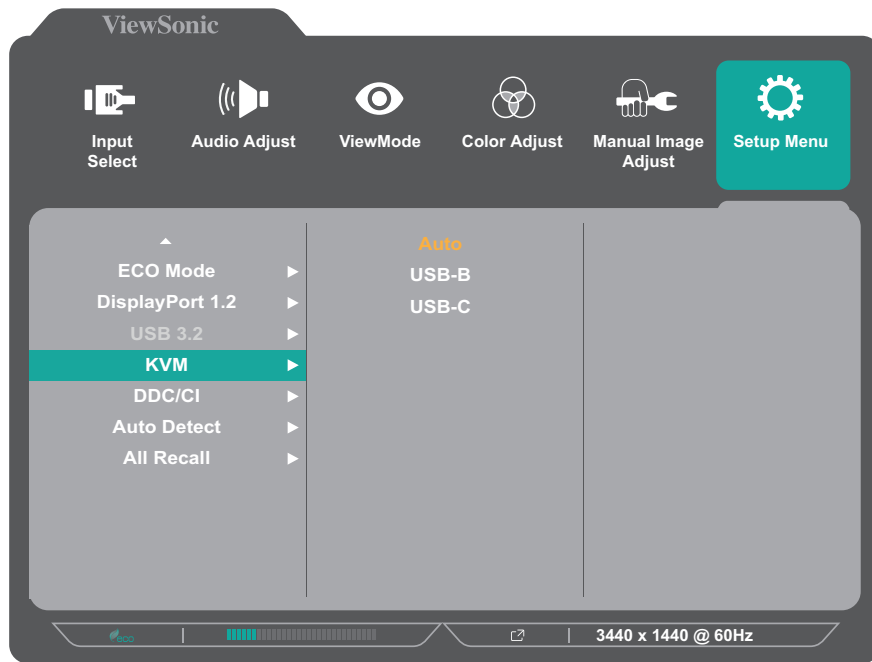 ViewSonic
Input Select
Audio Adjust
ViewMode
Color Adjust
Manual Image Adjust
Setup Menu
ECO Mode
DisplayPort 1.2
USB 3.2
KVM
DDC/CI
Auto Detect
All Recall
Auto
USB-B
USB-C
eco
3440 x 1440 @ 60Hz